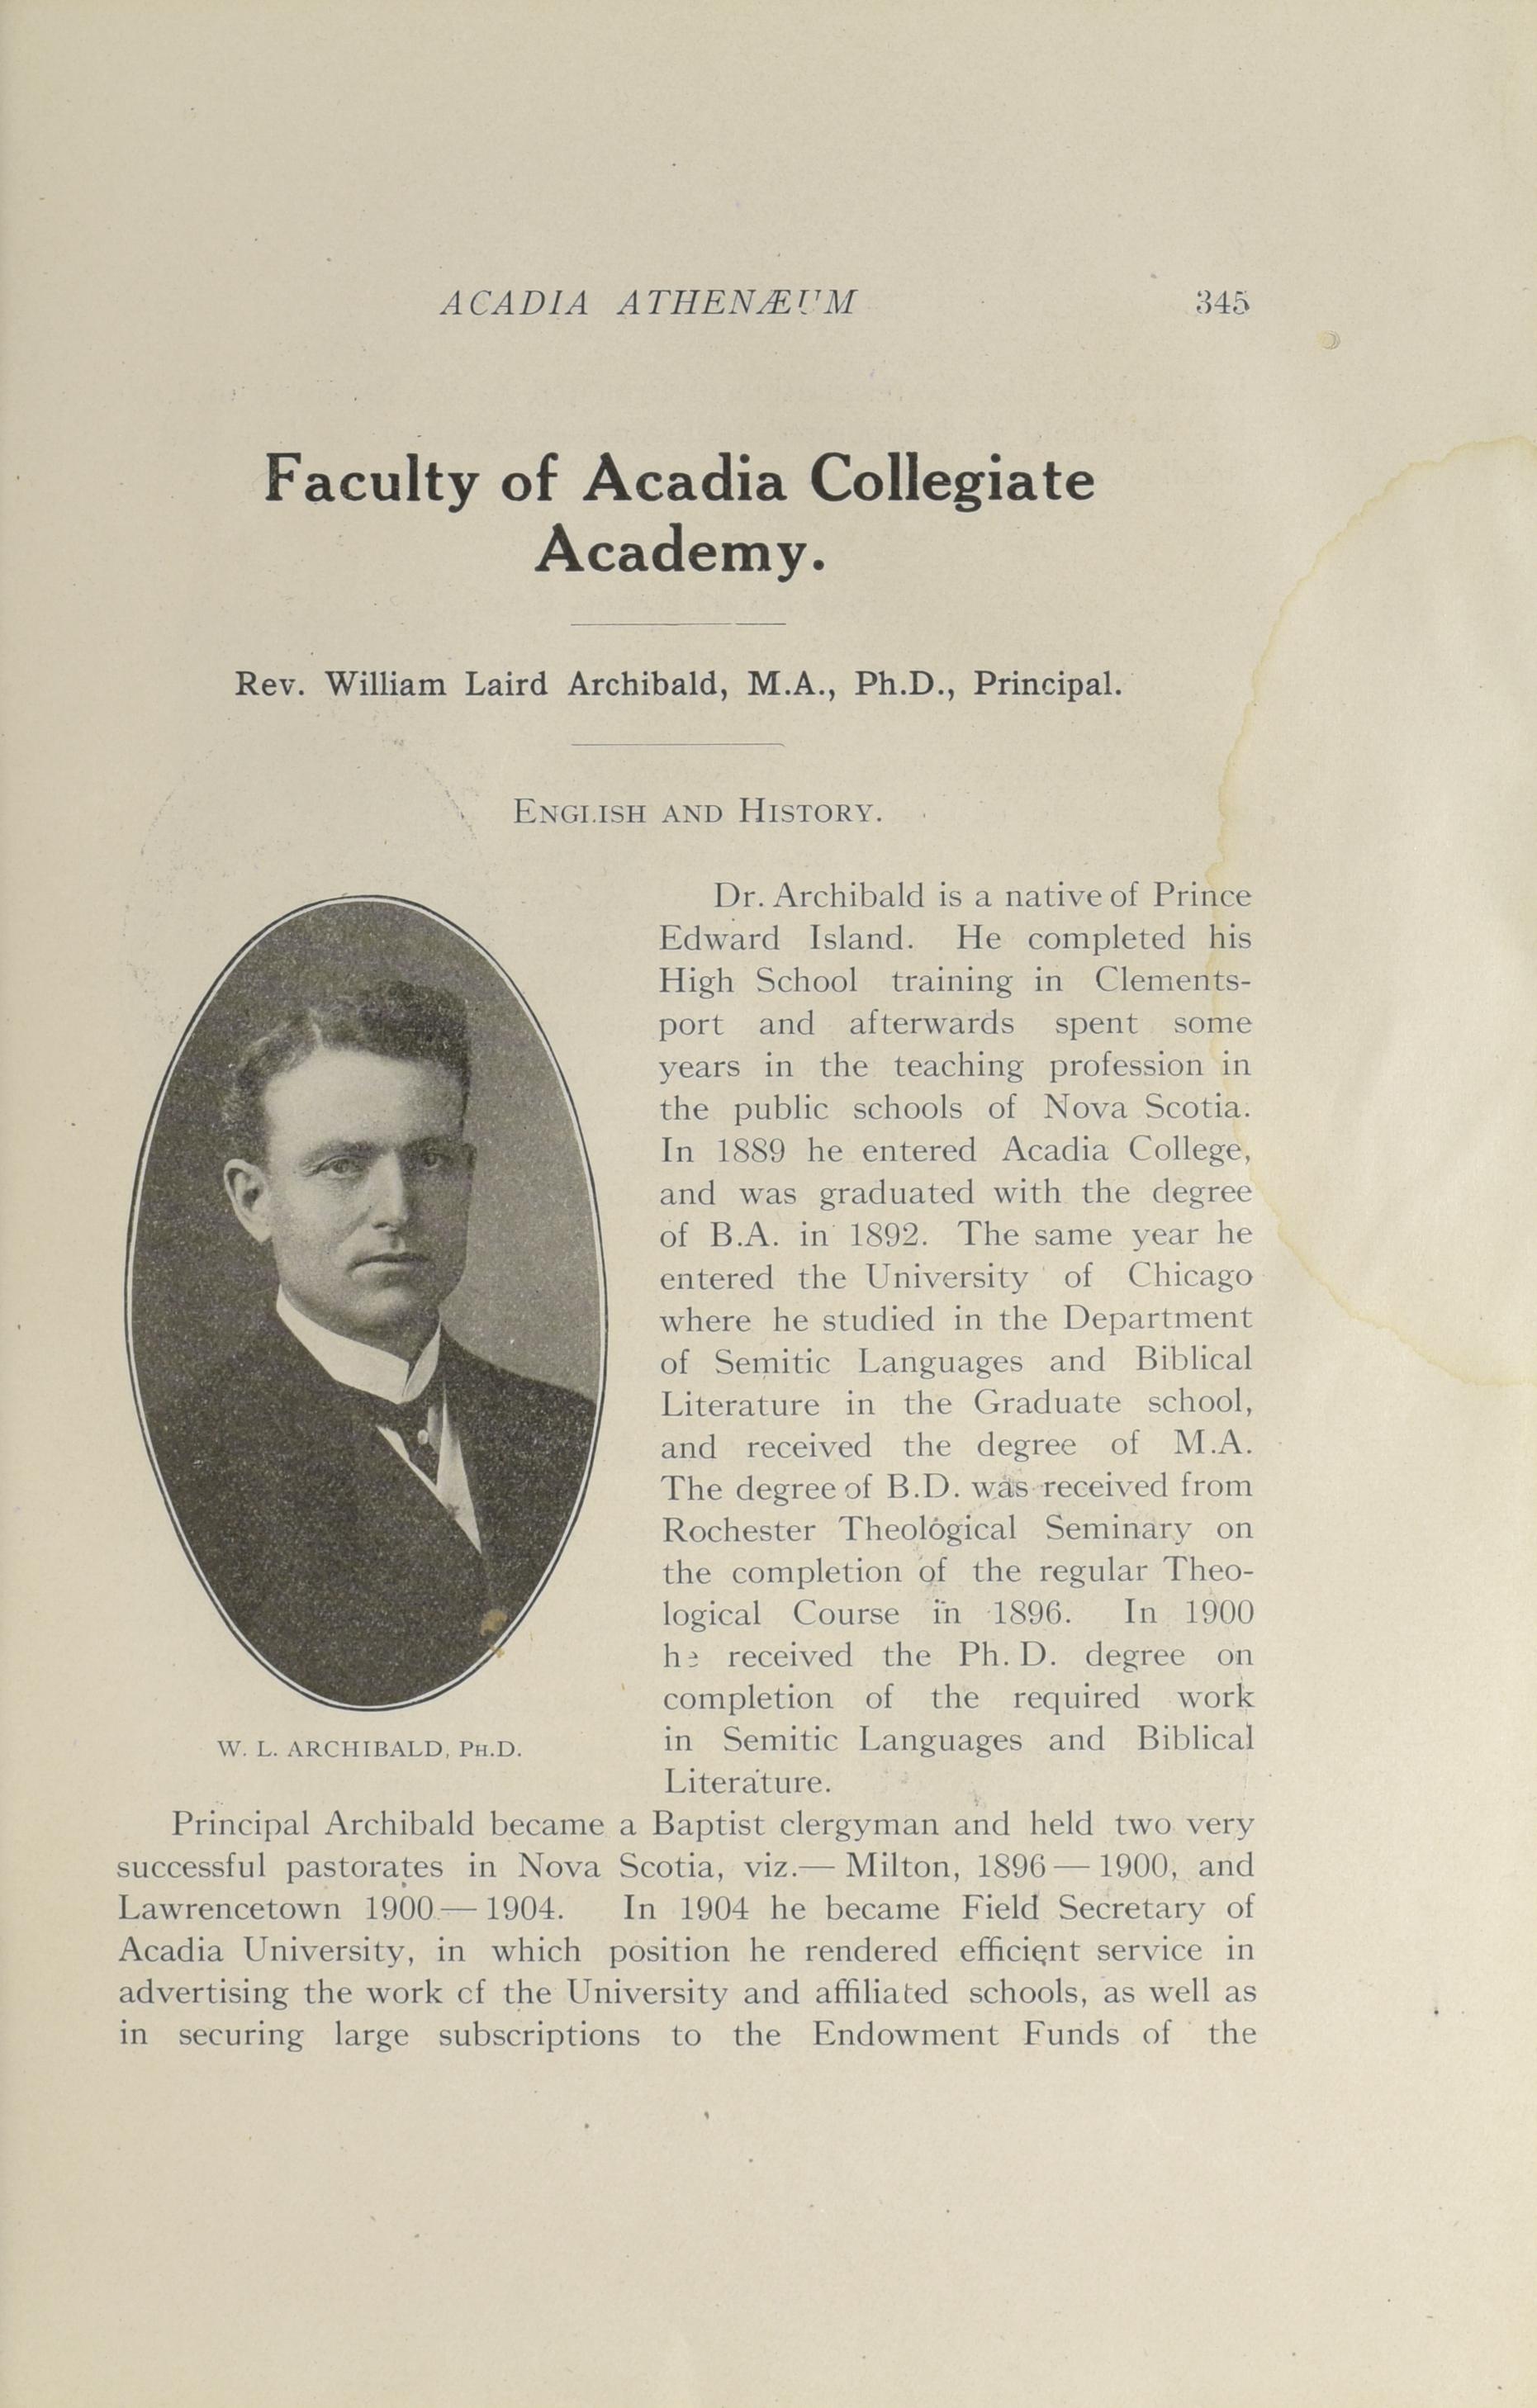 ACADIA ATHENÆUM 345
Faculty of Acadia Collegiate
Academy.
Rev. William Laird Archibald, M.A., Ph.D., Principal.
ENGLISH AND HISTORY.
Dr. Archibald is a native of Prince
Edward Island. He completed his
High School training in Clements-
port and afterwards spent some
years in the teaching profession in
the public schools of Nova Scotia.
In 1889 he entered Acadia College,
and was graduated with the degree
of B.A. in 1892. The same year he
entered the University of Chicago
where he studied in the Department
of Semitic Languages and Biblical
Literature in the Graduate school,
and received the degree of M.A.
The degree of B.D. was received from
Rochester Theological Seminary on
the completion of the regular Theo-
logical Course in 1896. In 1900
he received the Ph. D. degree on
completion of the required work
in Semitic Languages and Biblical
Literature.
W. L. ARCHIBALD, PH.D.
Principal Archibald became a Baptist clergyman and held two very
successful pastorates in Nova Scotia, viz.— Milton, 1896 — 1900, and
Lawrencetown 1900 — 1904. In 1904 he became Field Secretary of
Acadia University, in which position he rendered efficient service in
advertising the work cf the University and affiliated schools, as well as
in securing large subscriptions to the Endowment Funds of the